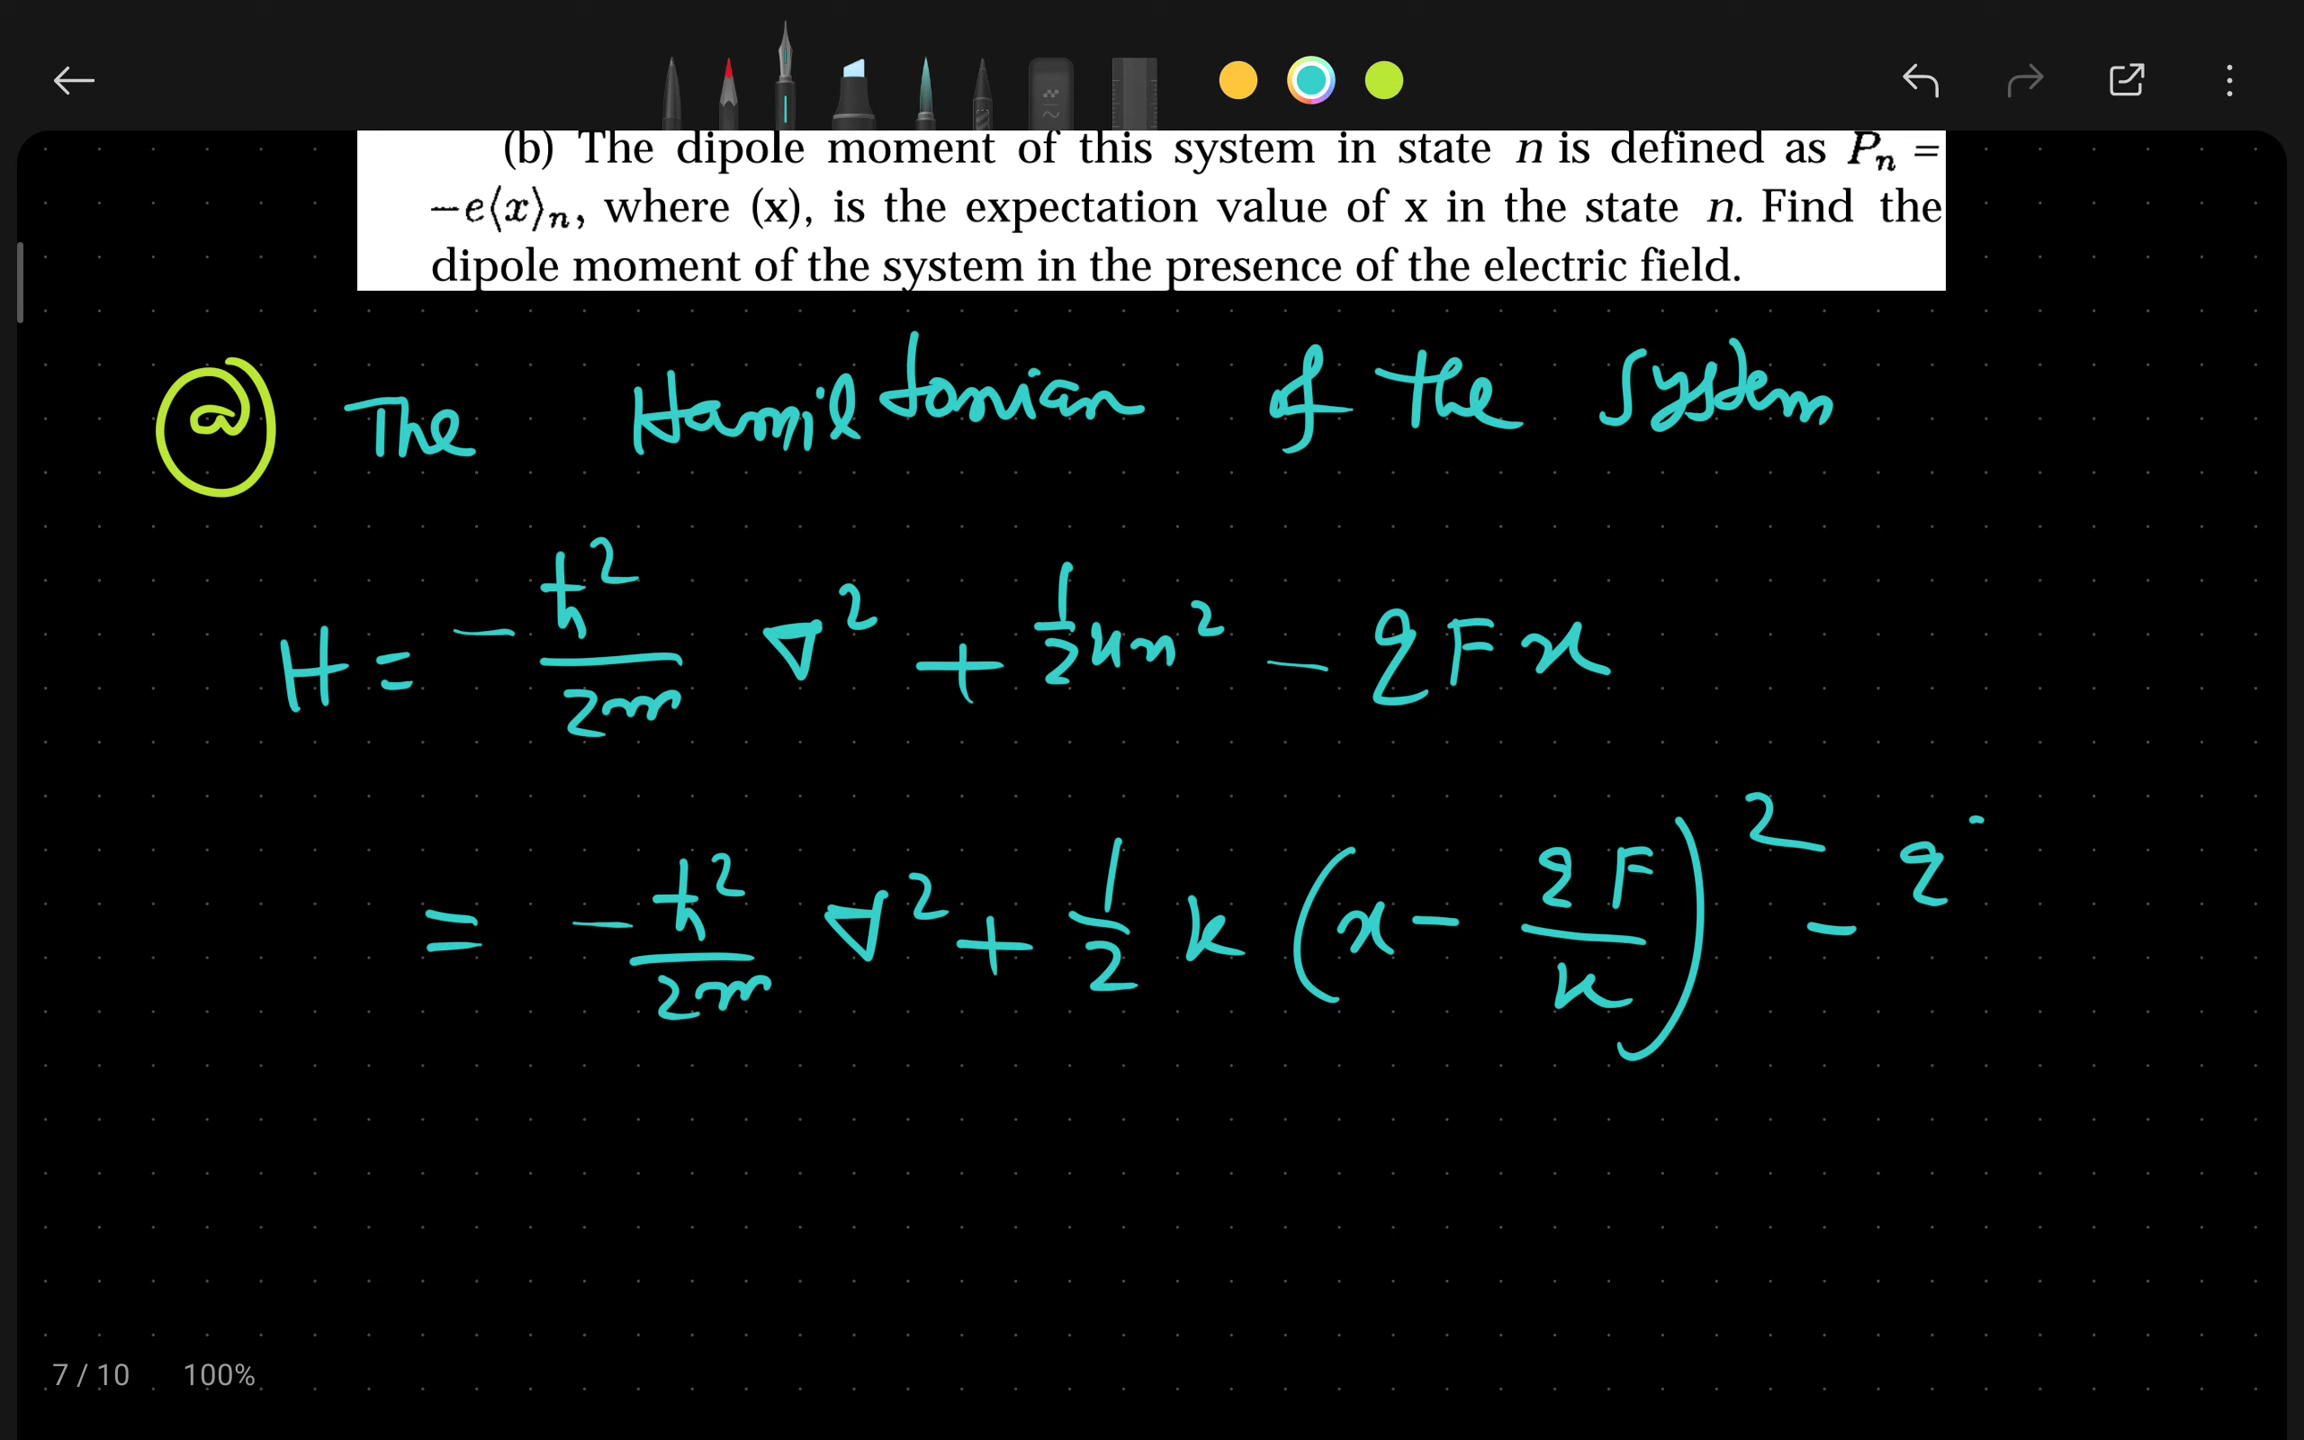 (b) The dipole moment of this system in state n is defined as Pₙ =
−e⟨x⟩ₙ, where (x), is the expectation value of x in the state n. Find the
dipole moment of the system in the presence of the electric field.
ⓐ The Hamiltonian of the System
H = − ħ²/2m ∇² + 1/2 kx² − qFx
= − ħ²/2m ∇² + 1/2 k (x − qF/k)² − q
7 / 10 100%